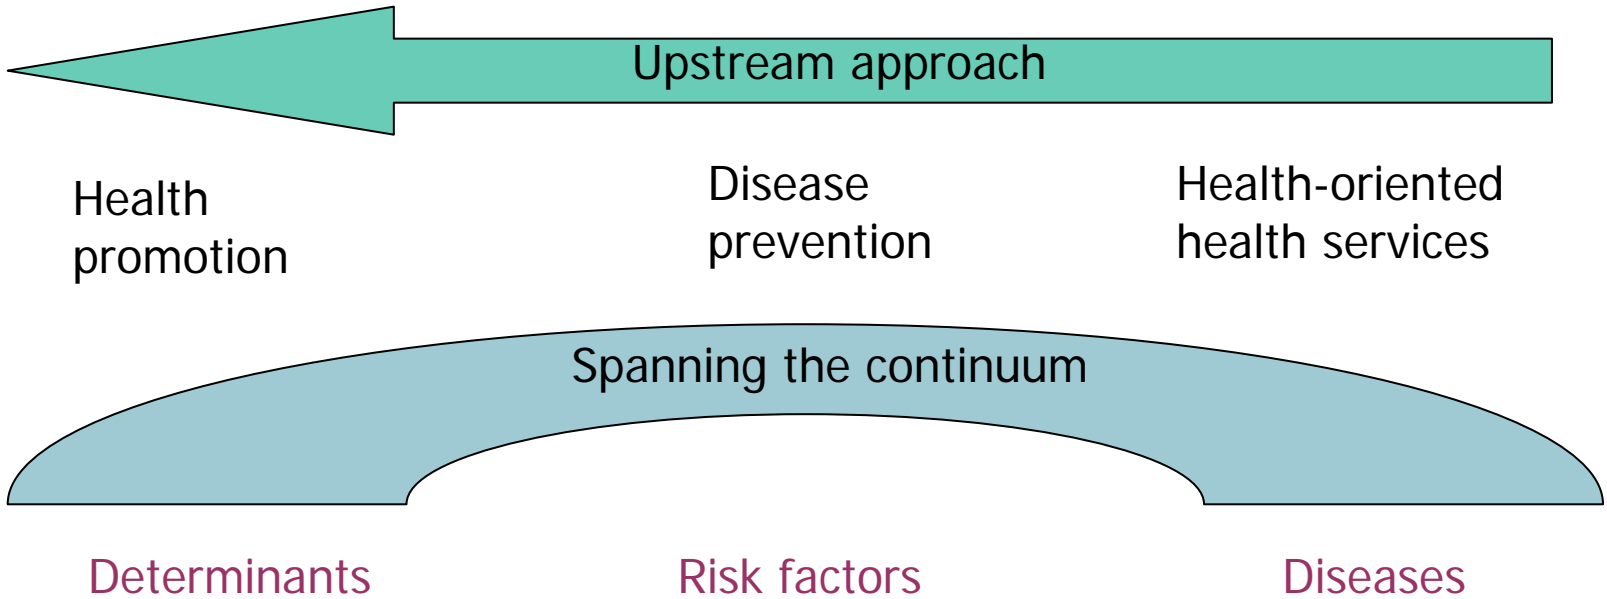 Upstream approach
Health
promotion
Disease
prevention
Health-oriented
health services
Spanning the continuum
Determinants
Risk factors
Diseases